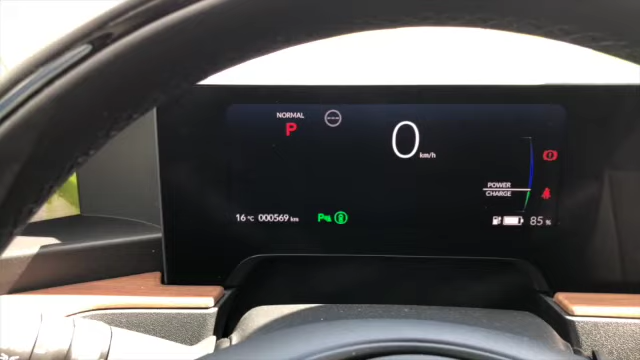 NORMAL
P
0 km/h
POWER
CHARGE
16 °C 000569 km
P
85 %